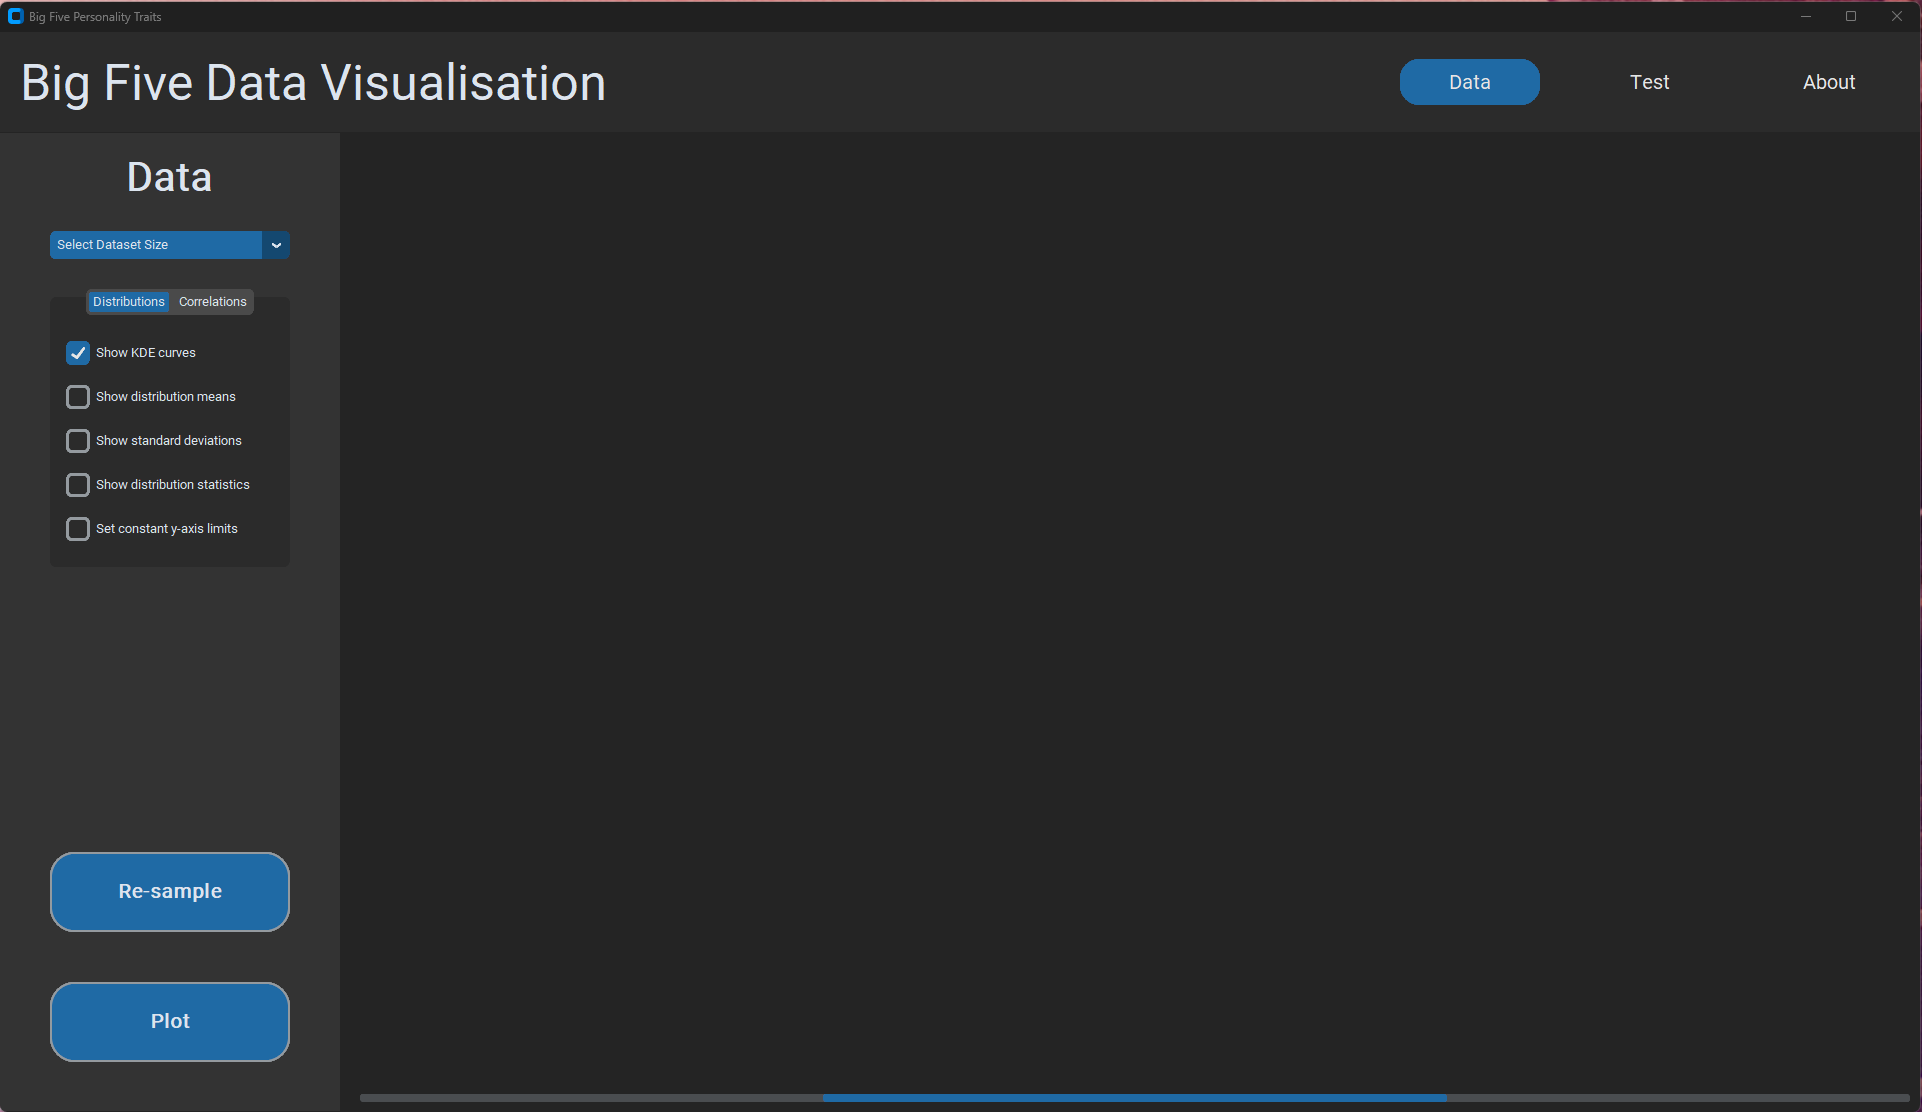 Big Five Personality Traits
Big Five Data Visualisation
Data
Test
About
Data
Select Dataset Size
Distributions
Correlations
Show KDE curves
Show distribution means
Show standard deviations
Show distribution statistics
Set constant y-axis limits
Re-sample
Plot